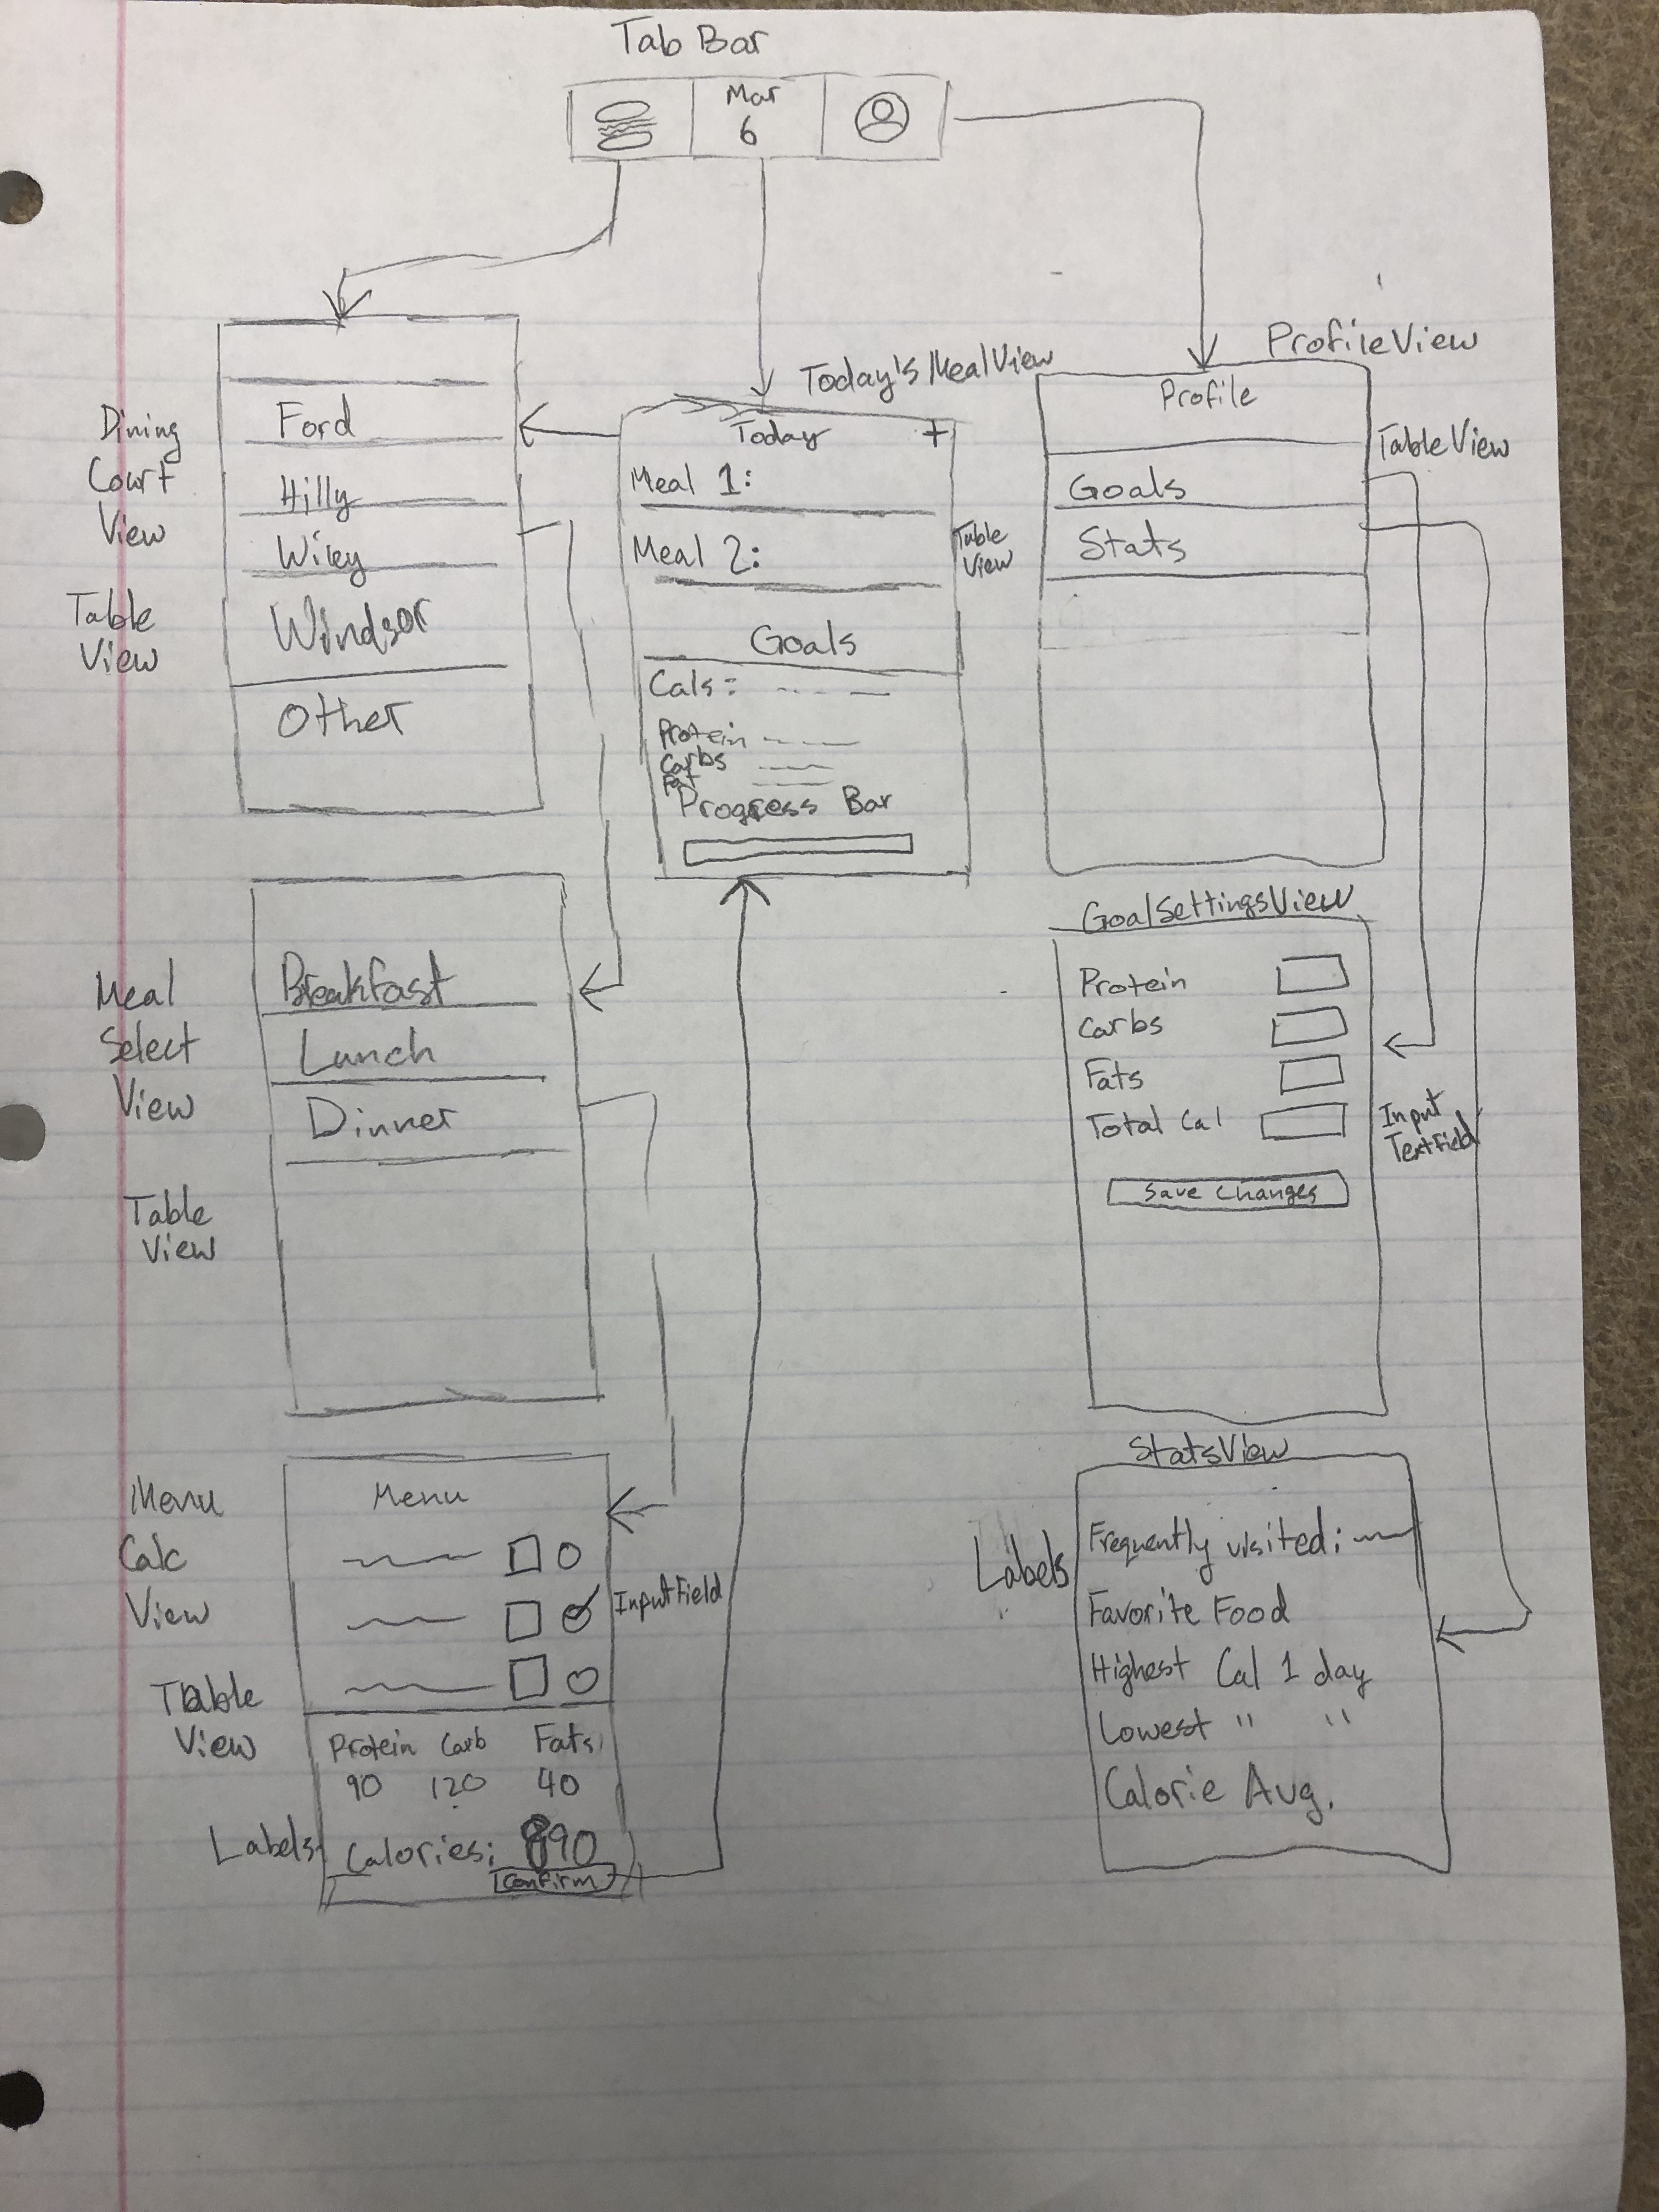 Tab Bar
Mar
6
Dining
Court
View
Table
View
Ford
Hilly
Wiley
Windsor
Other
Today's MealView
Today +
Meal 1:
Meal 2:
Table
View
Goals
Cals:
Protein
Carbs
Fat
Progress Bar
ProfileView
Profile
TableView
Goals
Stats
Meal
Select
View
Table
View
Breakfast
Lunch
Dinner
GoalSettingsView
Protein
Carbs
Fats
Total Cal
Input
Textfield
Save Changes
Menu
Calc
View
Table
View
Labels
Menu
InputField
Protein Carb Fats
90 120 40
Calories: 890
Confirm
StatsView
Labels
Frequently visited:
Favorite Food
Highest Cal 1 day
Lowest " "
Calorie Avg.